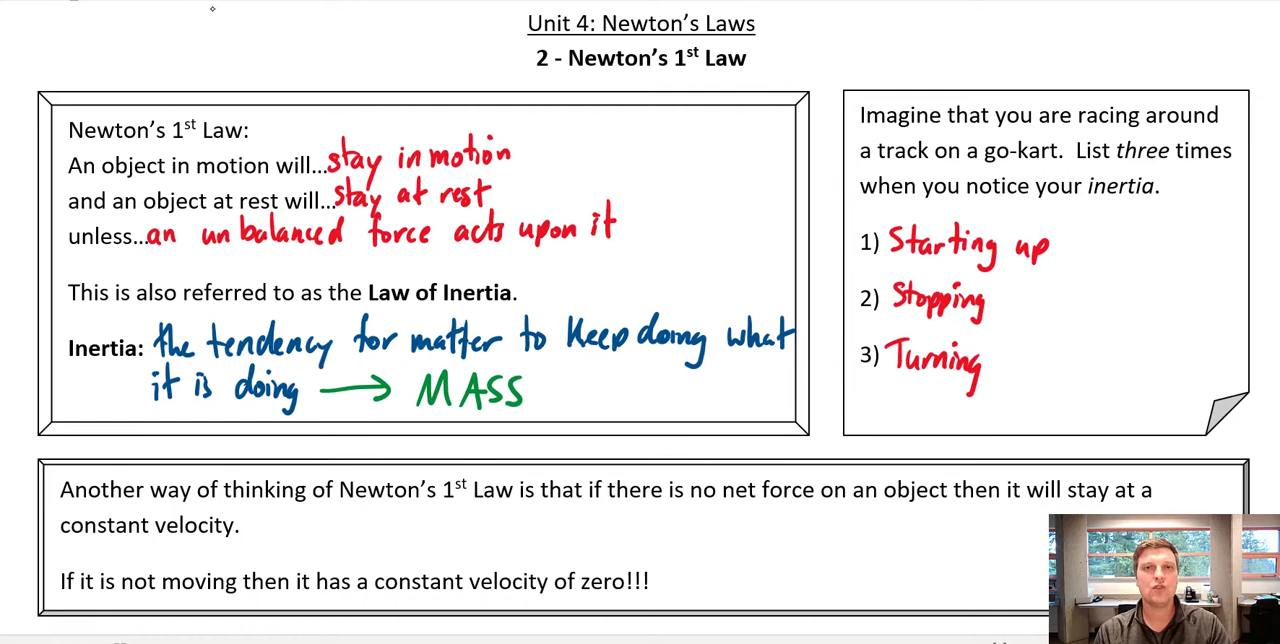 Unit 4: Newton's Laws
2 - Newton's 1st Law
Newton's 1st Law:
An object in motion will...stay in motion
and an object at rest will...stay at rest
unless...an unbalanced force acts upon it
This is also referred to as the Law of Inertia.
Inertia: the tendency for matter to keep doing what
it is doing → MASS
Imagine that you are racing around
a track on a go-kart. List three times
when you notice your inertia.
1) Starting up
2) Stopping
3) Turning
Another way of thinking of Newton's 1st Law is that if there is no net force on an object then it will stay at a
constant velocity.
If it is not moving then it has a constant velocity of zero!!!